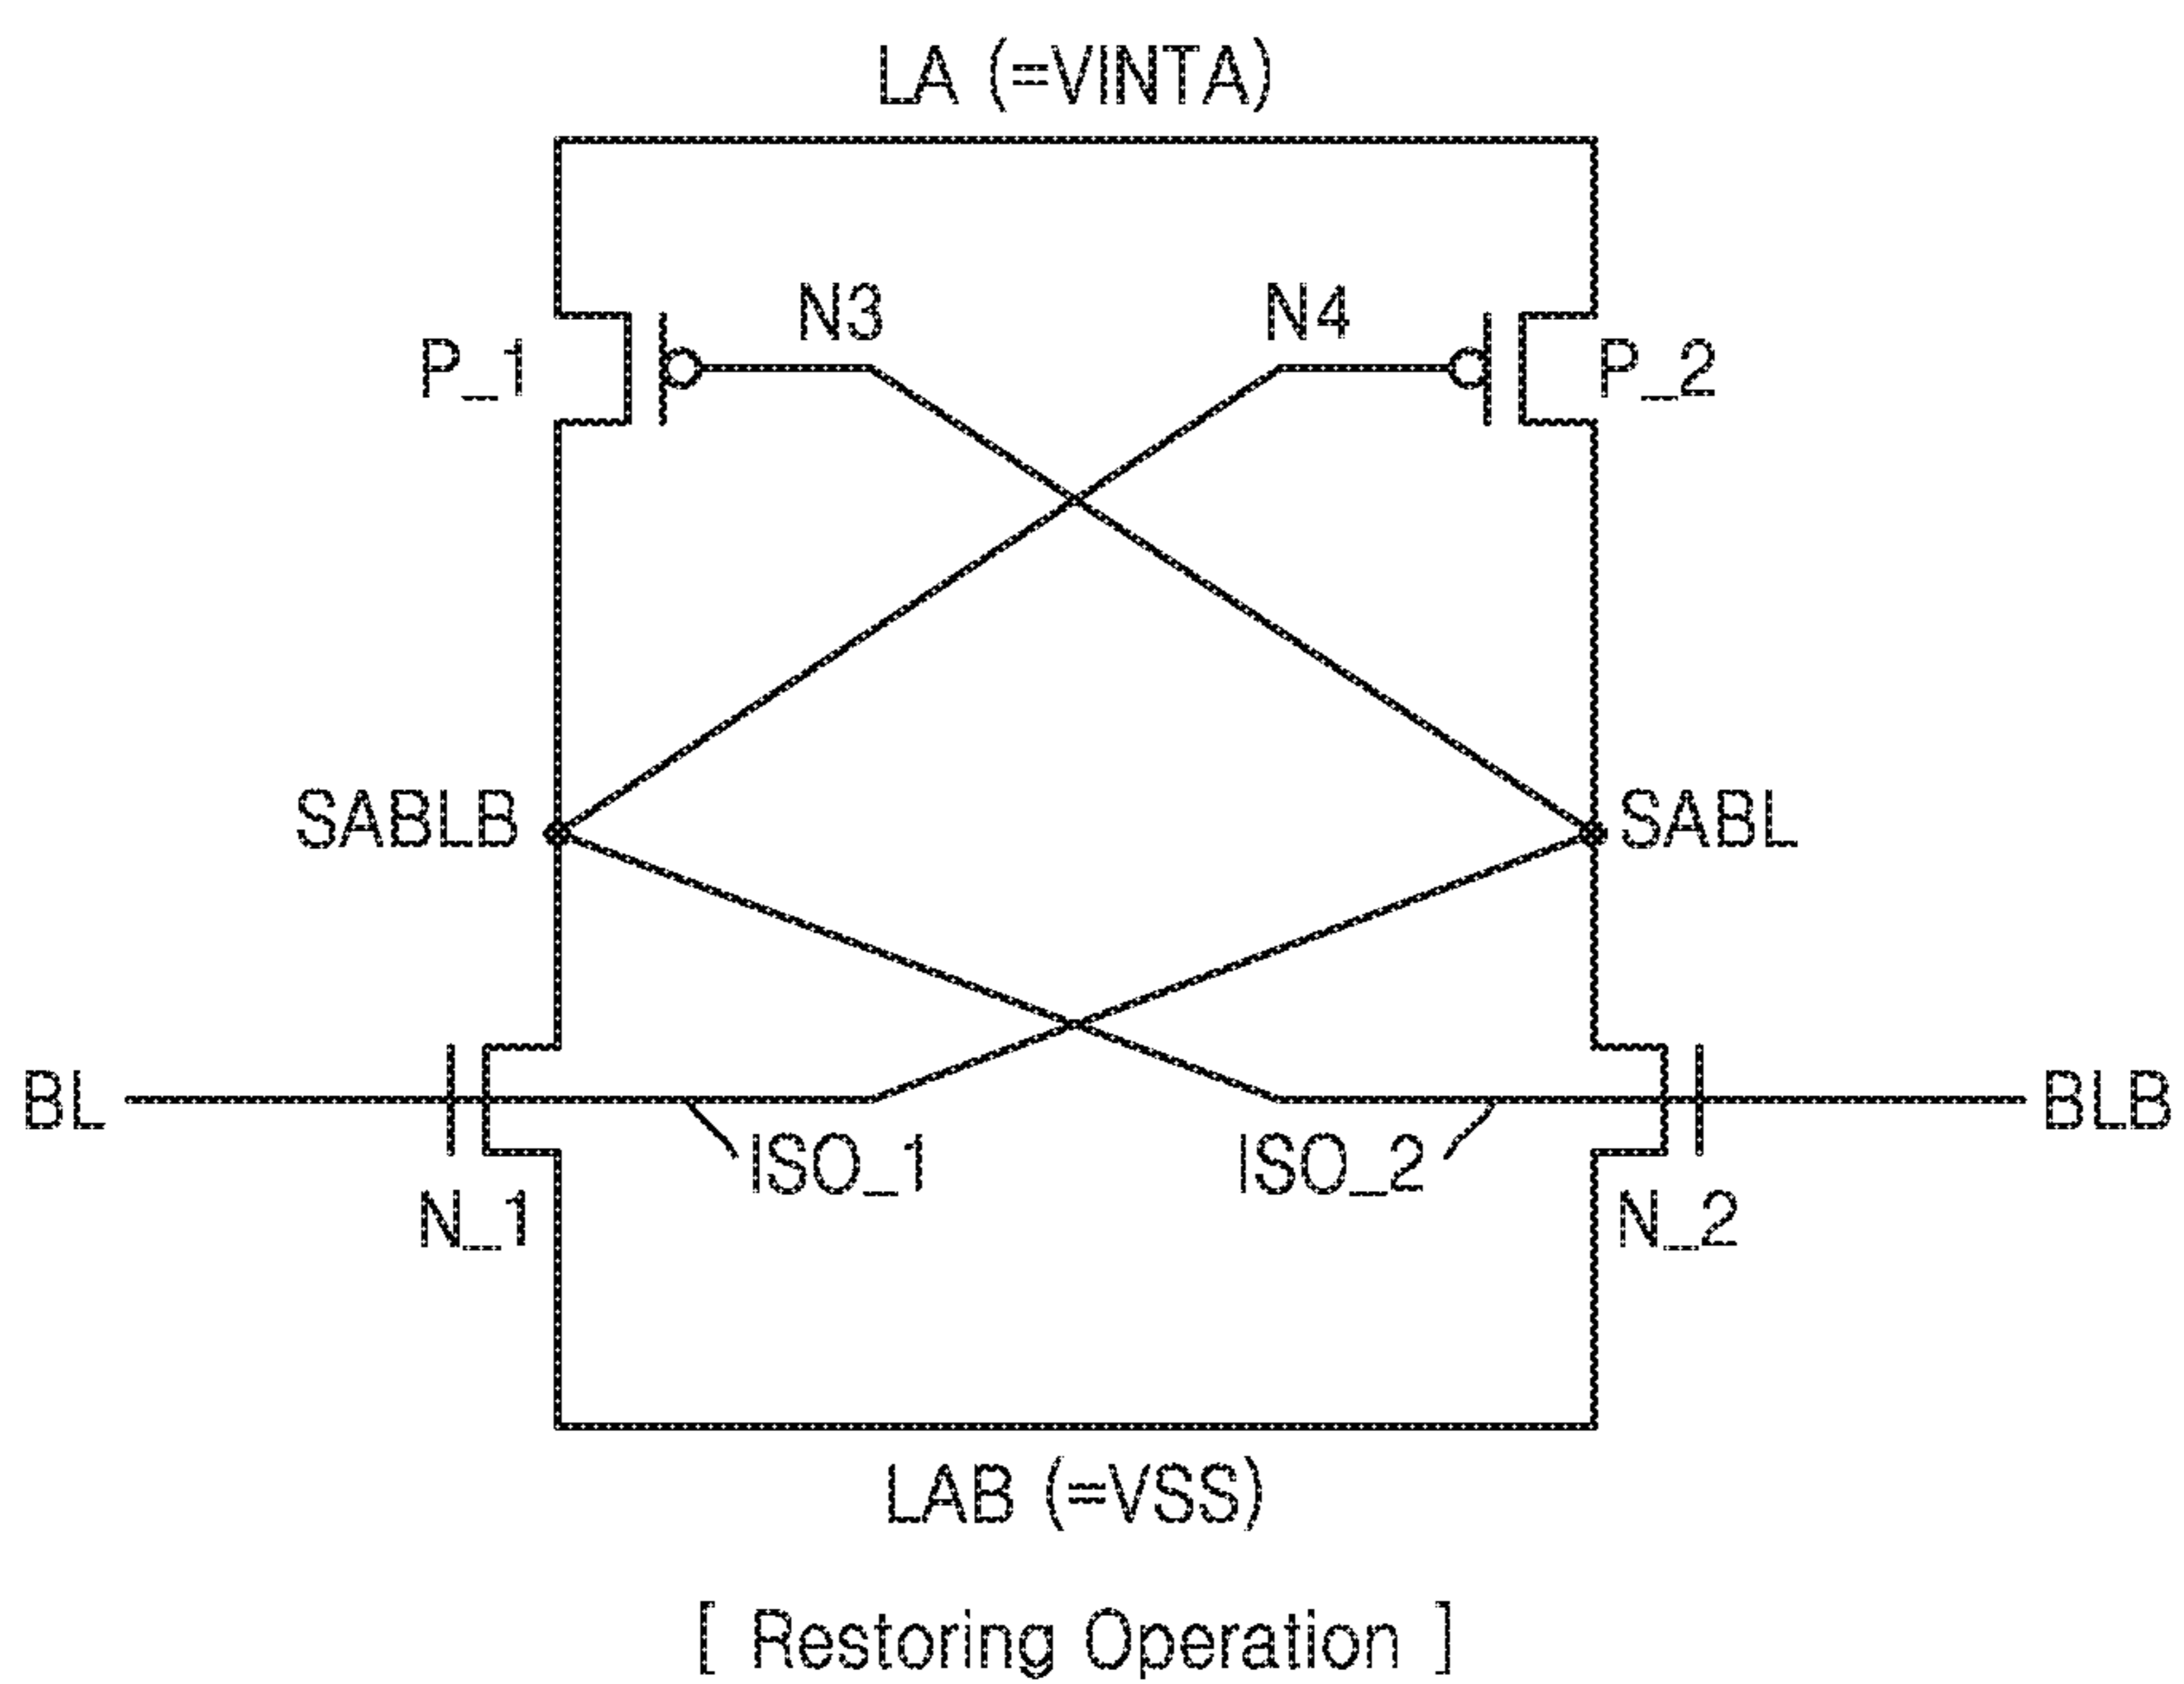 LA (=VINTA)
N3
N4
P_1
P_2
SABLB
SABL
BL
BLB
ISO_1
ISO_2
N_1
N_2
LAB (=VSS)
[ Restoring Operation ]